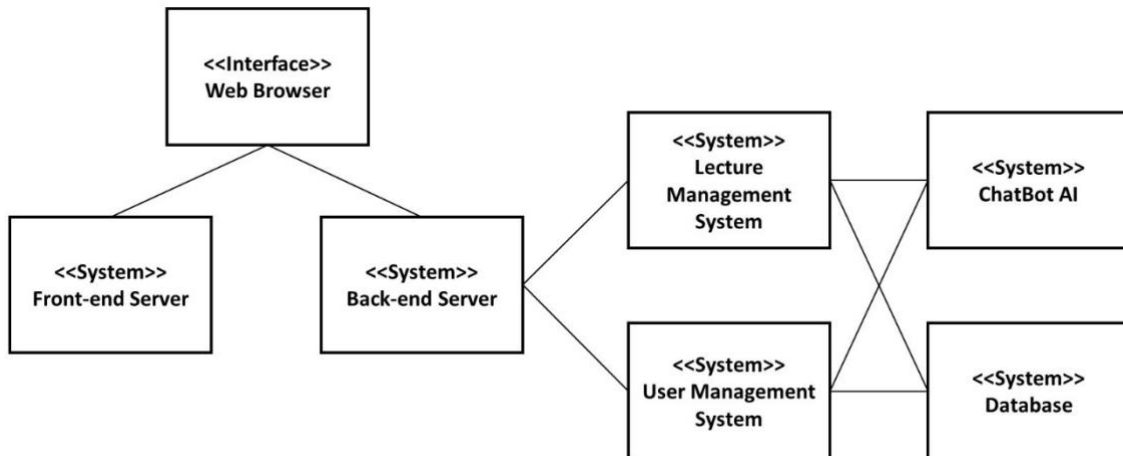 <<Interface>>
Web Browser
<<System>>
Front-end Server
<<System>>
Back-end Server
<<System>>
Lecture
Management
System
<<System>>
User Management
System
<<System>>
ChatBot AI
<<System>>
Database